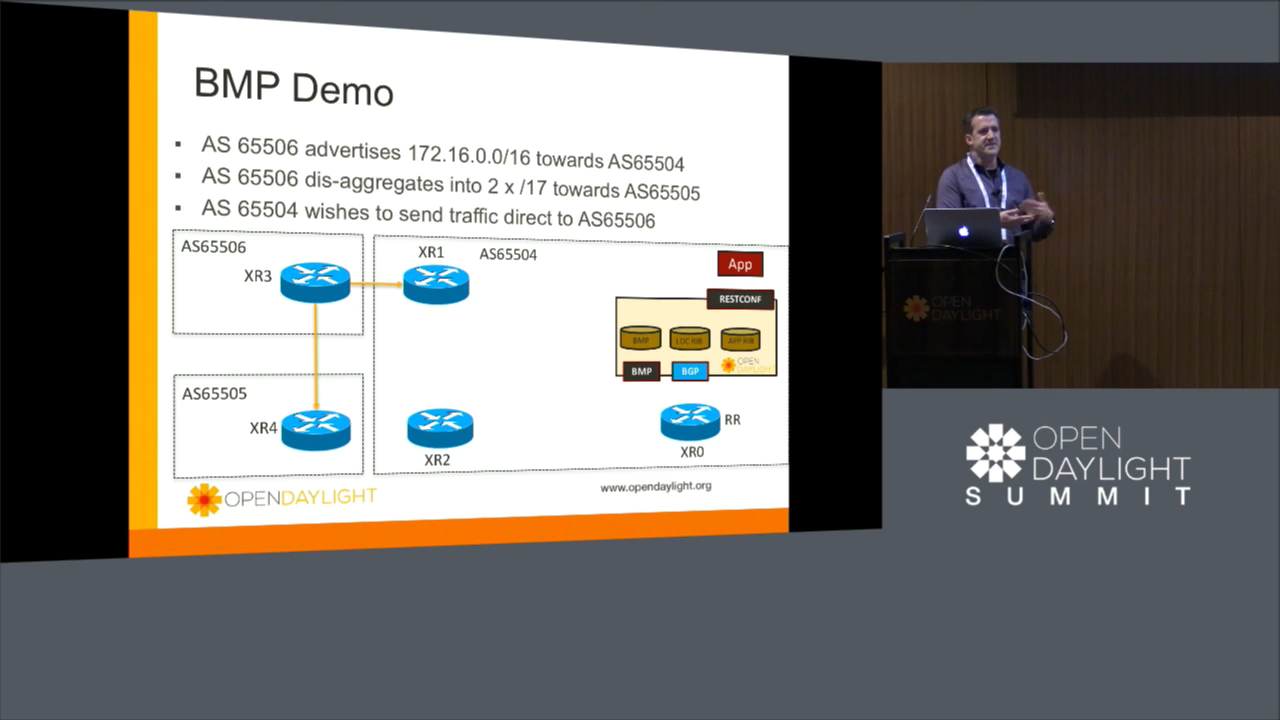 BMP Demo
AS 65506 advertises 172.16.0.0/16 towards AS65504
AS 65506 dis-aggregates into 2 x /17 towards AS65505
AS 65504 wishes to send traffic direct to AS65506
AS65506
XR3
XR1
AS65504
App
RESTCONF
BMP
LOC RIB
APP RIB
OPEN
DAYLIGHT
BMP
BGP
AS65505
XR4
XR2
RR
XR0
OPENDAYLIGHT
www.opendaylight.org
OPEN
DAYLIGHT
OPEN
DAYLIGHT
SUMMIT